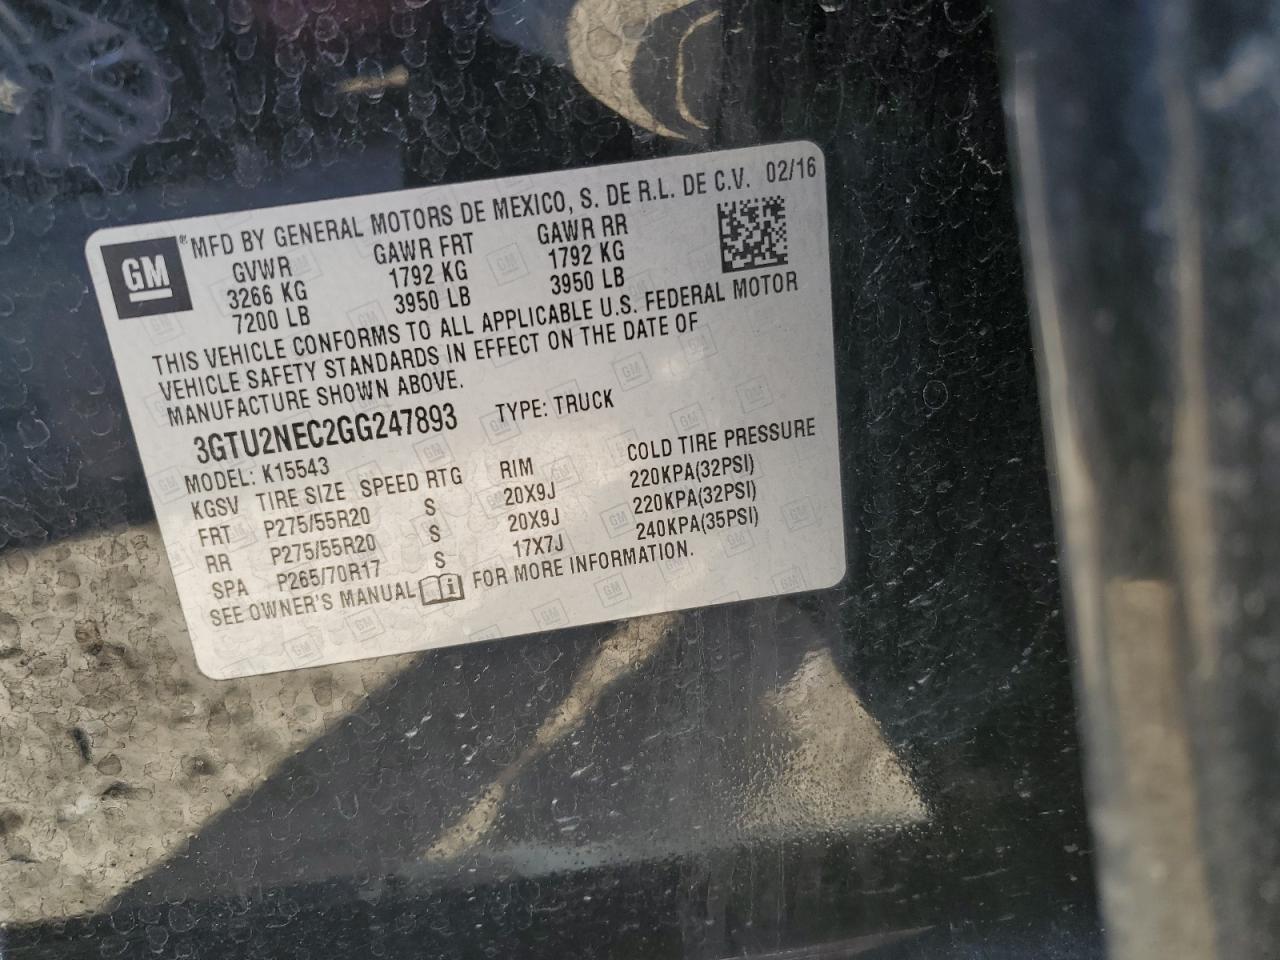 MFD BY GENERAL MOTORS DE MEXICO, S. DE R.L. DE C.V. 02/16
GM®
GVWR GAWR FRT GAWR RR
3266 KG 1792 KG 1792 KG
7200 LB 3950 LB 3950 LB
THIS VEHICLE CONFORMS TO ALL APPLICABLE U.S. FEDERAL MOTOR
VEHICLE SAFETY STANDARDS IN EFFECT ON THE DATE OF
MANUFACTURE SHOWN ABOVE.
3GTU2NEC2GG247893 TYPE: TRUCK
MODEL: K15543
KGSV TIRE SIZE SPEED RTG RIM COLD TIRE PRESSURE
FRT P275/55R20 S 20X9J 220KPA(32PSI)
RR P275/55R20 S 20X9J 220KPA(32PSI)
SPA P265/70R17 S 17X7J 240KPA(35PSI)
SEE OWNER'S MANUAL FOR MORE INFORMATION.